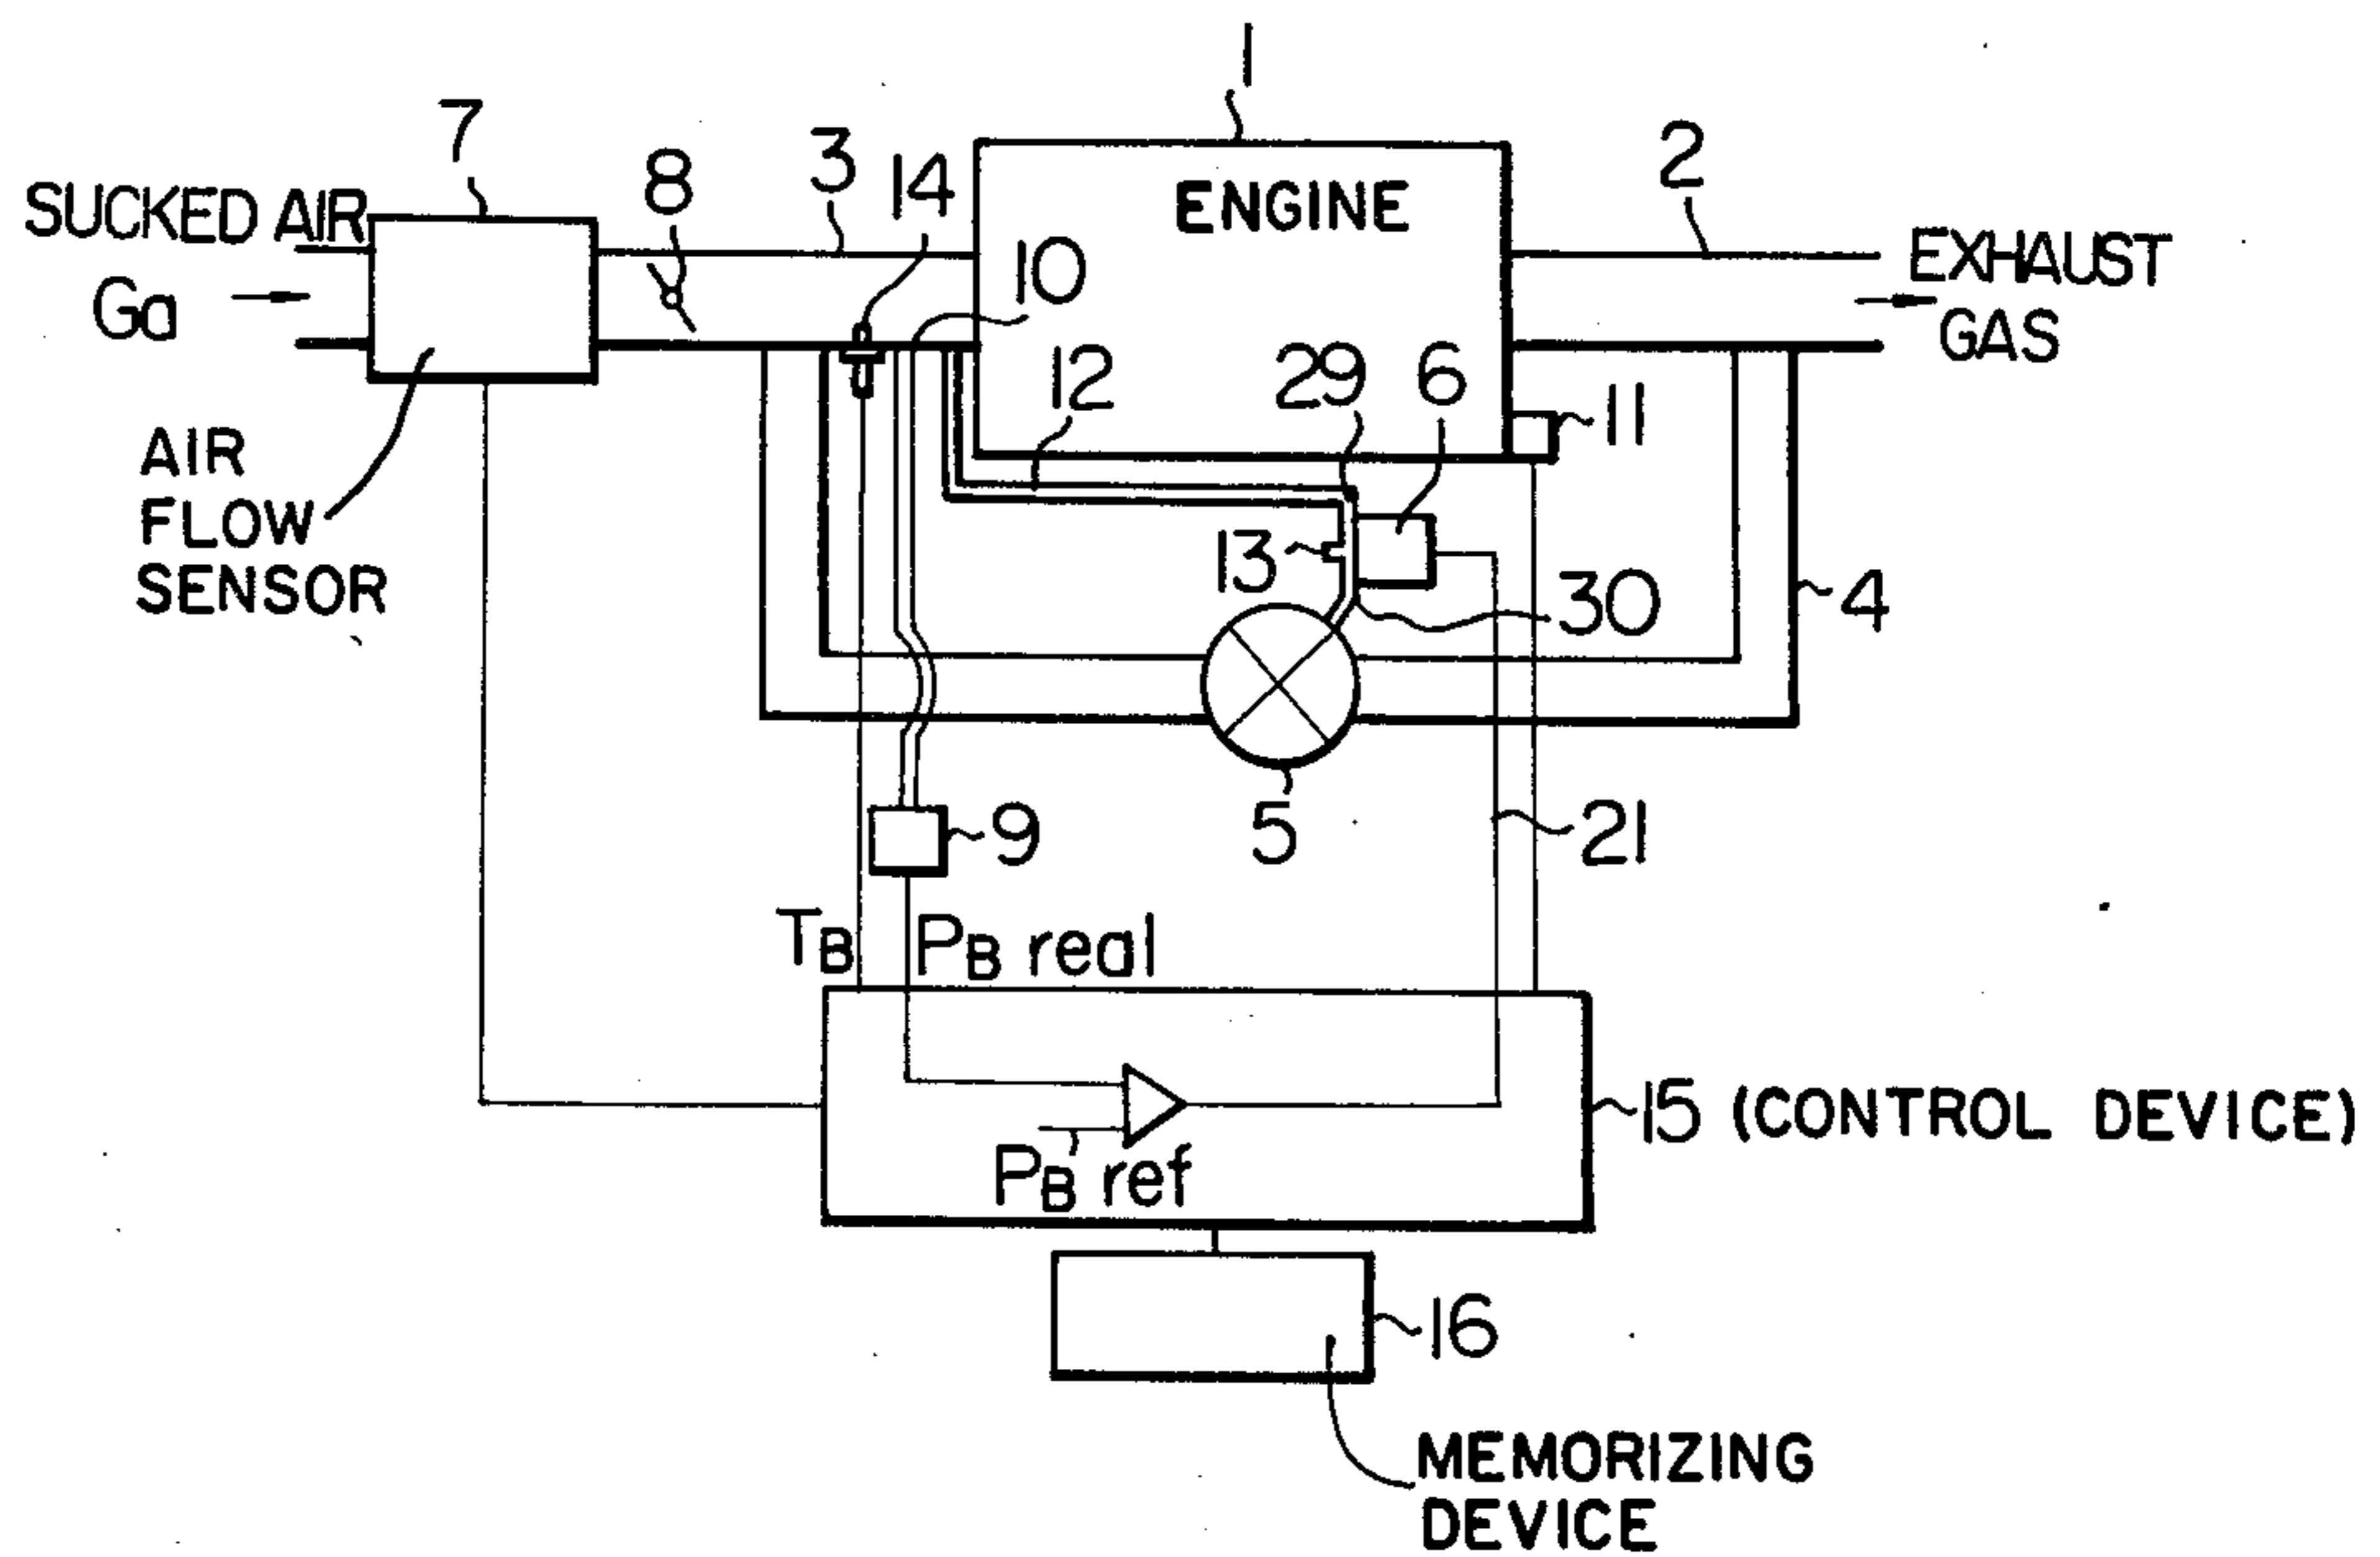 1
7
3
2
8
14
SUCKED AIR
ENGINE
EXHAUST
GAS
Ga
10
12
29
6
11
AIR
FLOW
SENSOR
13
30
4
5
9
21
TB
PB real
15 (CONTROL DEVICE)
PB ref
16
MEMORIZING
DEVICE